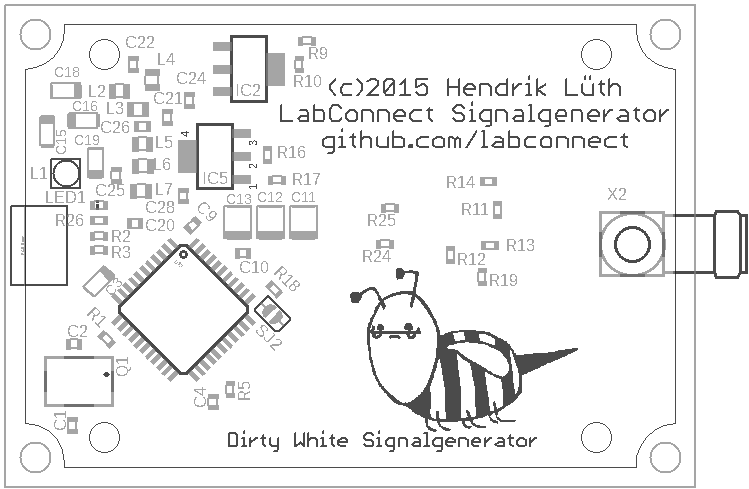 C22
L4
R9
C18
L2
C24
IC2
R10
(c)2015 Hendrik Lüth
L3
C21
C16
LabConnect Signalgenerator
C26
github.com/labconnect
C15
C19
L5
4
3
2
1
R16
L1
L6
IC5
LED1
C25
L7
R17
R14
X2
R26
C28
C9
C13
C12
C11
R25
R11
C20
R2
R3
C10
R24
R12
R13
C3
R18
R19
R1
SJ2
C2
Q1
C4
R5
C1
Dirty White Signalgenerator